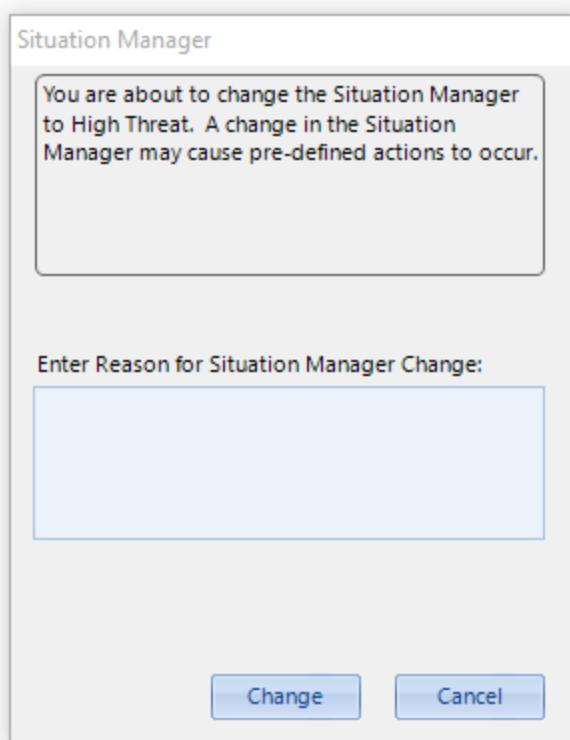 Situation Manager
You are about to change the Situation Manager
to High Threat.  A change in the Situation
Manager may cause pre-defined actions to occur.
Enter Reason for Situation Manager Change:
Change Cancel